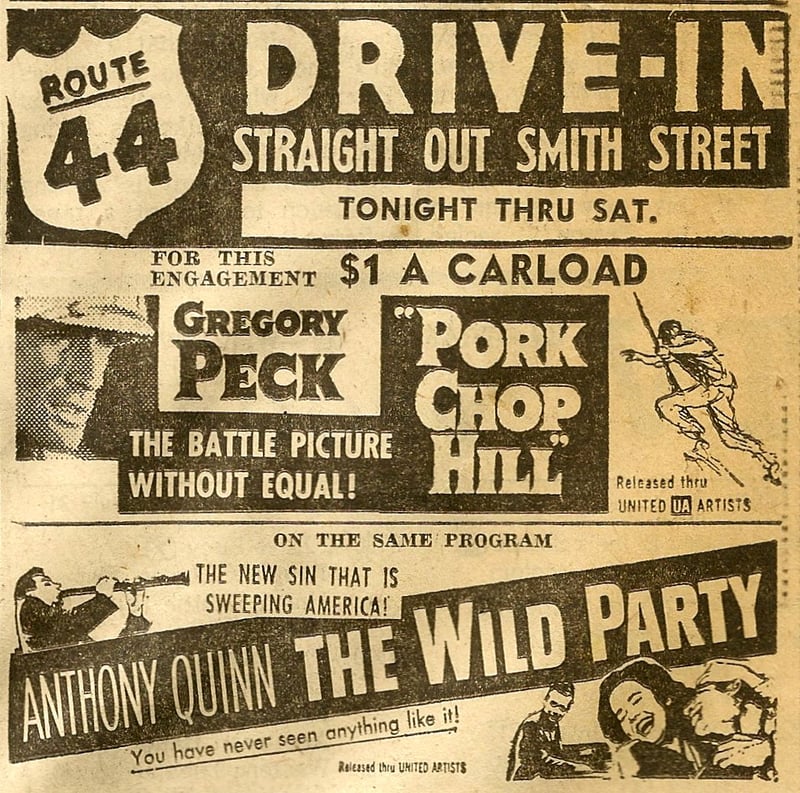 ROUTE
44
DRIVE-IN
STRAIGHT OUT SMITH STREET
TONIGHT THRU SAT.
FOR THIS
ENGAGEMENT
$1 A CARLOAD
GREGORY
PECK
"PORK
CHOP
HILL"
THE BATTLE PICTURE
WITHOUT EQUAL!
Released thru
UNITED UA ARTISTS
ON THE SAME PROGRAM
THE NEW SIN THAT IS
SWEEPING AMERICA!
ANTHONY QUINN THE WILD PARTY
You have never seen anything like it!
Released thru UNITED ARTISTS